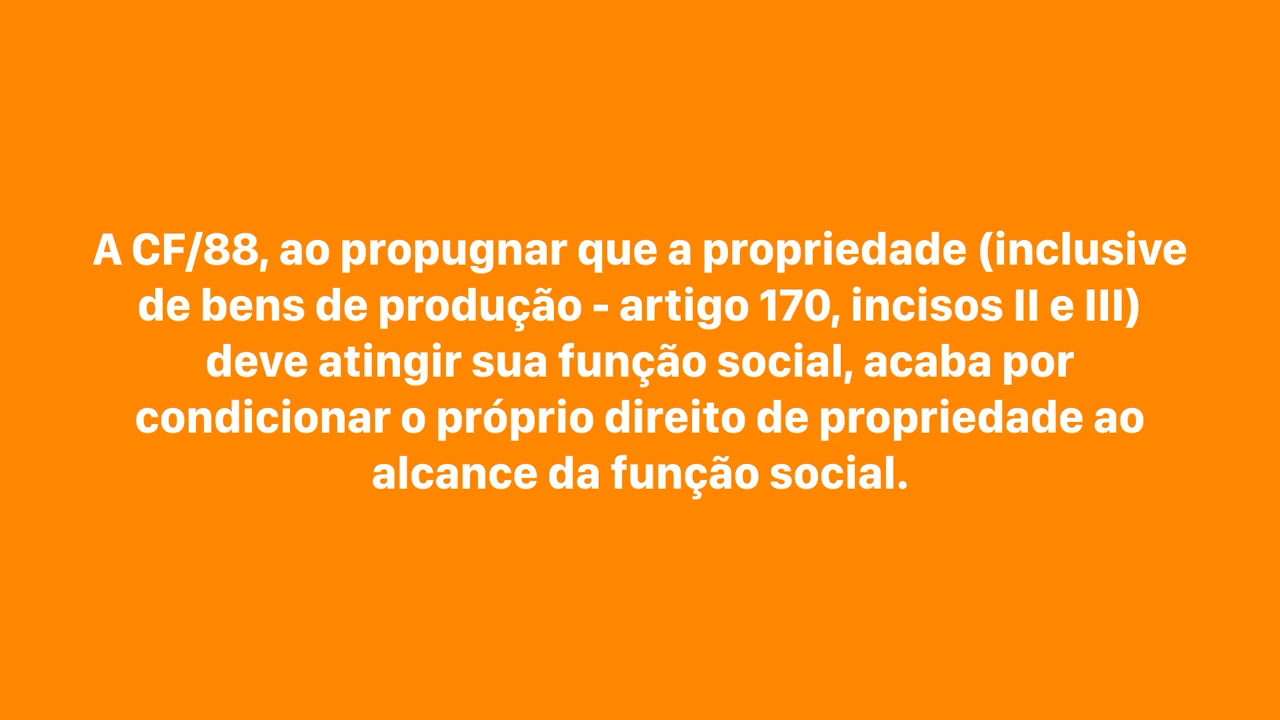 A CF/88, ao propugnar que a propriedade (inclusive
de bens de produção - artigo 170, incisos II e III)
deve atingir sua função social, acaba por
condicionar o próprio direito de propriedade ao
alcance da função social.